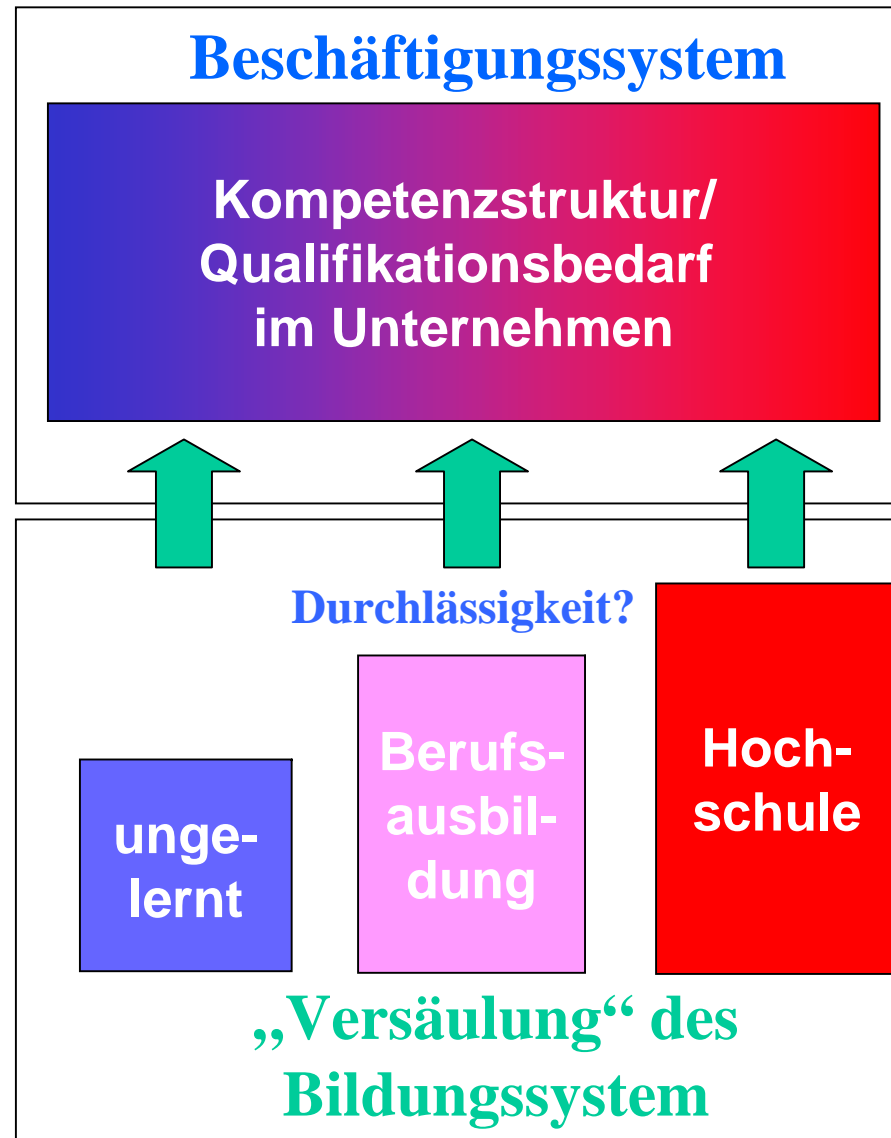 Beschäftigungssystem
Kompetenzstruktur/
Qualifikationsbedarf
im Unternehmen
Durchlässigkeit?
unge-
lernt
Berufs-
ausbil-
dung
Hoch-
schule
„Versäulung“ des
Bildungssystem